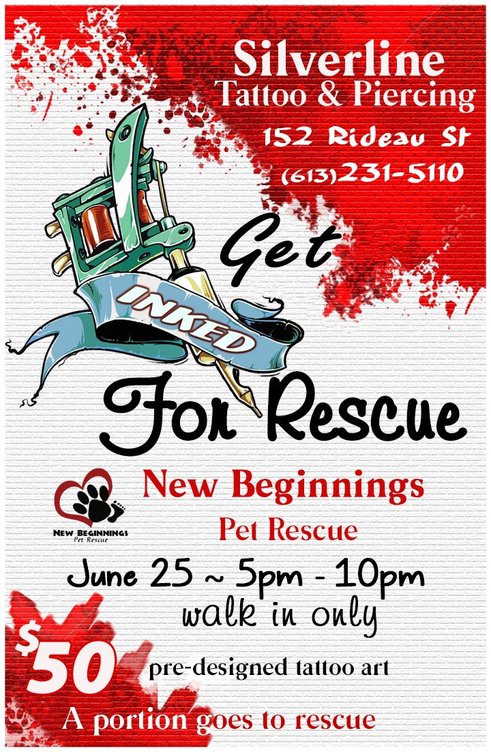 Silverline
Tattoo & Piercing
152 Rideau St
(613)231-5110
Get
INKED
For Rescue
New Beginnings
Pet Rescue
NEW BEGINNINGS
Pet Rescue
June 25 ~ 5pm - 10pm
walk in only
$50
pre-designed tattoo art
A portion goes to rescue